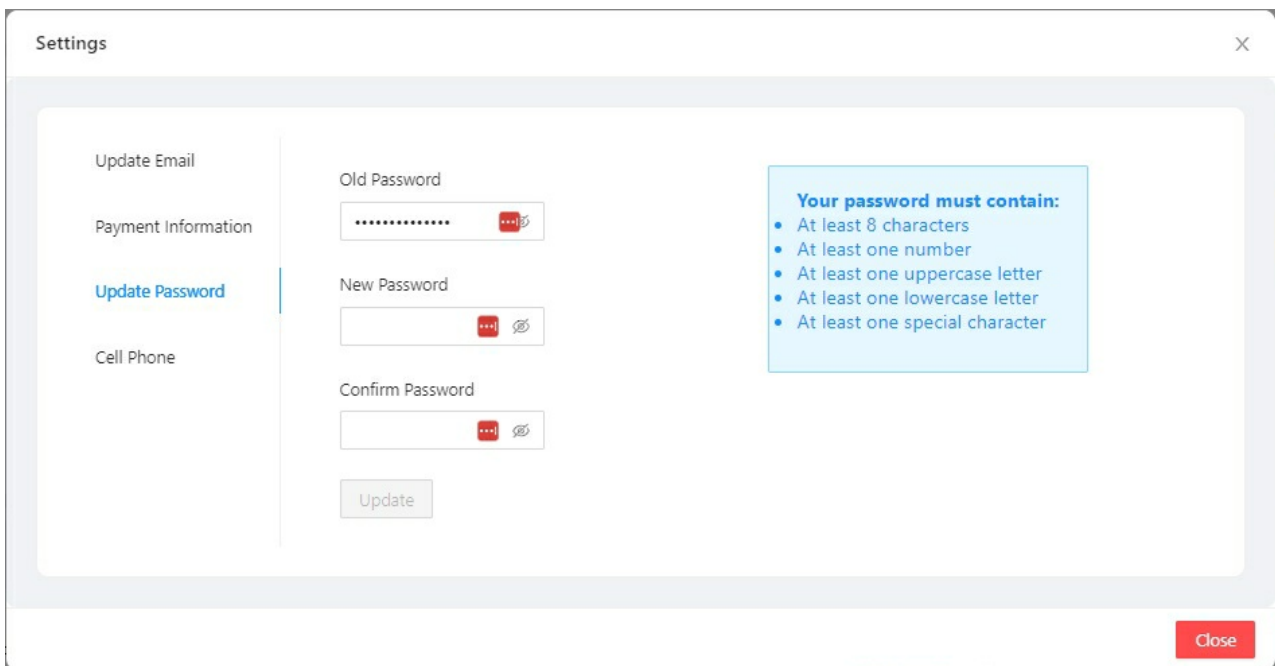 Settings
Update Email
Payment Information
Update Password
Cell Phone
Old Password
••••••••••••••
New Password
Confirm Password
Update
Your password must contain:
• At least 8 characters
• At least one number
• At least one uppercase letter
• At least one lowercase letter
• At least one special character
Close